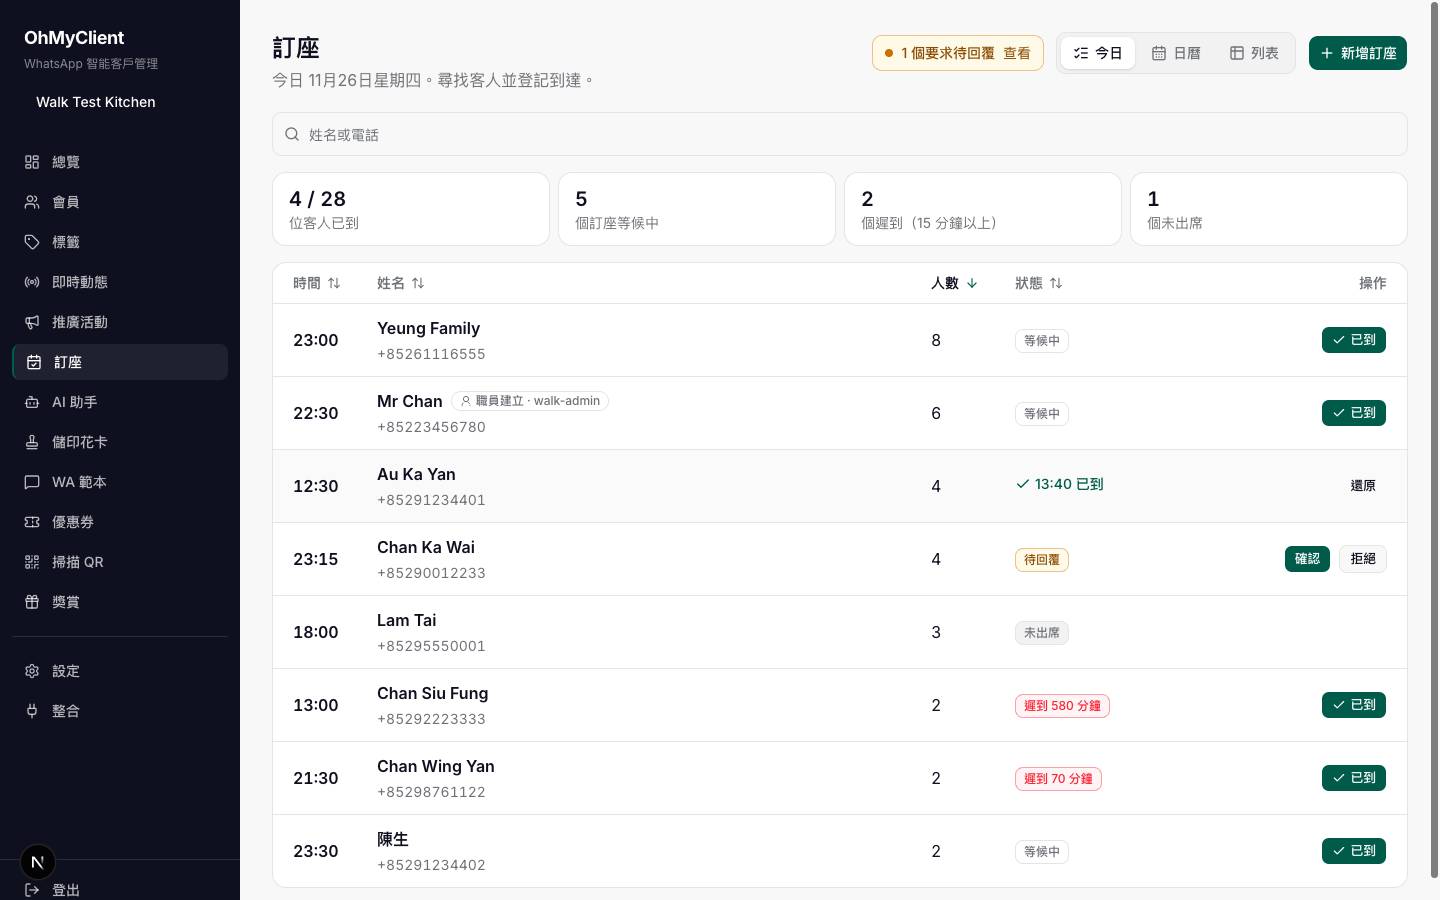 OhMyClient
WhatsApp 智能客戶管理
Walk Test Kitchen
總覽
會員
標籤
即時動態
推廣活動
訂座
AI 助手
儲印花卡
WA 範本
優惠券
掃描 QR
獎賞
設定
整合
N
登出
訂座
今日 11月26日星期四。尋找客人並登記到達。
1 個要求待回覆 查看
今日 日曆 列表
新增訂座
姓名或電話
4 / 28
位客人已到
5
個訂座等候中
2
個遲到（15 分鐘以上）
1
個未出席
時間 姓名 人數 狀態 操作
23:00 Yeung Family 8 等候中 已到
+85261116555
22:30 Mr Chan 職員建立 · walk-admin 6 等候中 已到
+85223456780
12:30 Au Ka Yan 4 13:40 已到 還原
+85291234401
23:15 Chan Ka Wai 4 待回覆 確認 拒絕
+85290012233
18:00 Lam Tai 3 未出席
+85295550001
13:00 Chan Siu Fung 2 遲到 580 分鐘 已到
+85292223333
21:30 Chan Wing Yan 2 遲到 70 分鐘 已到
+85298761122
23:30 陳生 2 等候中 已到
+85291234402